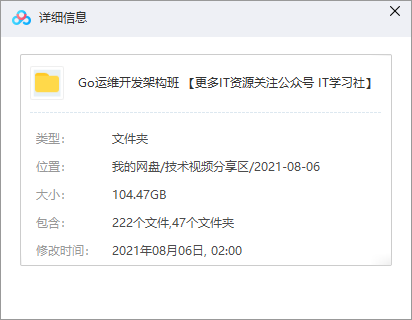 详细信息
Go运维开发架构班 【更多IT资源关注公众号 IT学习社】
类型： 文件夹
位置： 我的网盘/技术视频分享区/2021-08-06
大小： 104.47GB
包含： 222个文件,47个文件夹
修改时间： 2021年08月06日, 02:00